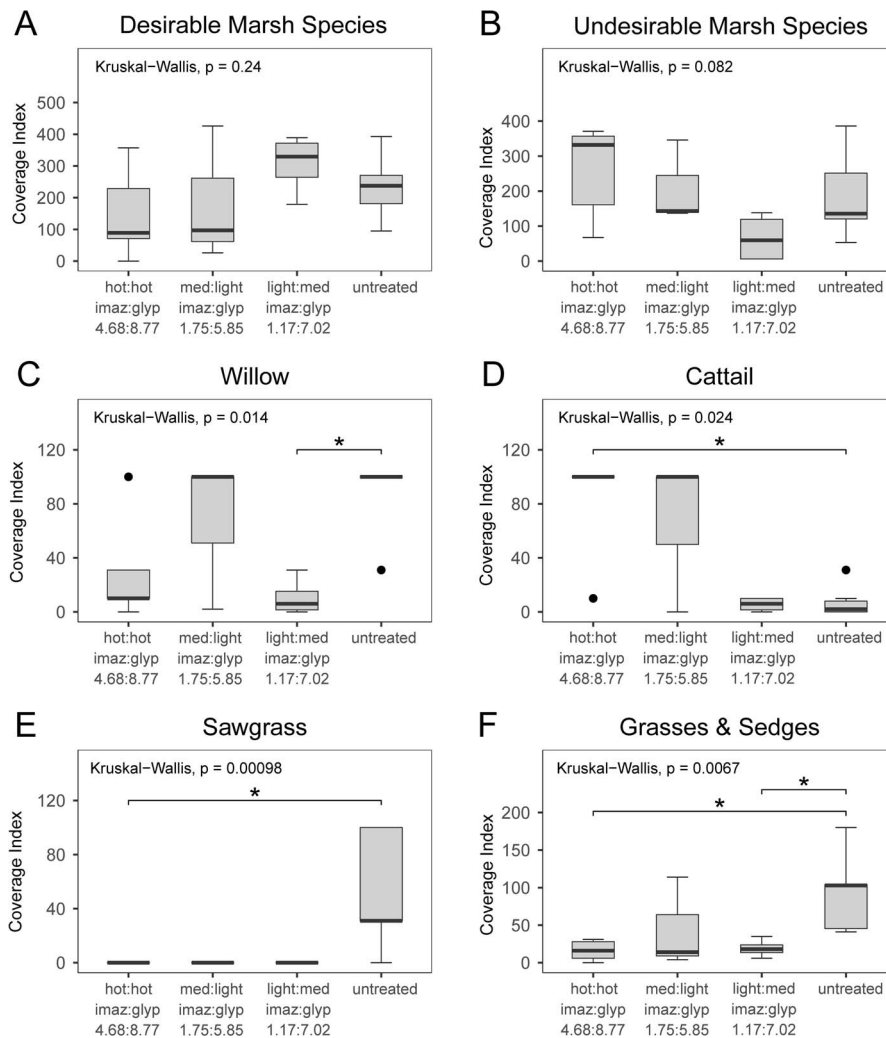 A
Desirable Marsh Species
Kruskal−Wallis, p = 0.24
Coverage Index
500
400
300
200
100
0
hot:hot
imaz:glyp
4.68:8.77
med:light
imaz:glyp
1.75:5.85
light:med
imaz:glyp
1.17:7.02
untreated
B
Undesirable Marsh Species
Kruskal−Wallis, p = 0.082
Coverage Index
400
300
200
100
0
hot:hot
imaz:glyp
4.68:8.77
med:light
imaz:glyp
1.75:5.85
light:med
imaz:glyp
1.17:7.02
untreated
C
Willow
Kruskal−Wallis, p = 0.014
*
Coverage Index
120
80
40
0
hot:hot
imaz:glyp
4.68:8.77
med:light
imaz:glyp
1.75:5.85
light:med
imaz:glyp
1.17:7.02
untreated
D
Cattail
Kruskal−Wallis, p = 0.024
*
Coverage Index
120
80
40
0
hot:hot
imaz:glyp
4.68:8.77
med:light
imaz:glyp
1.75:5.85
light:med
imaz:glyp
1.17:7.02
untreated
E
Sawgrass
Kruskal−Wallis, p = 0.00098
*
Coverage Index
120
80
40
0
hot:hot
imaz:glyp
4.68:8.77
med:light
imaz:glyp
1.75:5.85
light:med
imaz:glyp
1.17:7.02
untreated
F
Grasses & Sedges
Kruskal−Wallis, p = 0.0067
*
*
Coverage Index
200
150
100
50
0
hot:hot
imaz:glyp
4.68:8.77
med:light
imaz:glyp
1.75:5.85
light:med
imaz:glyp
1.17:7.02
untreated